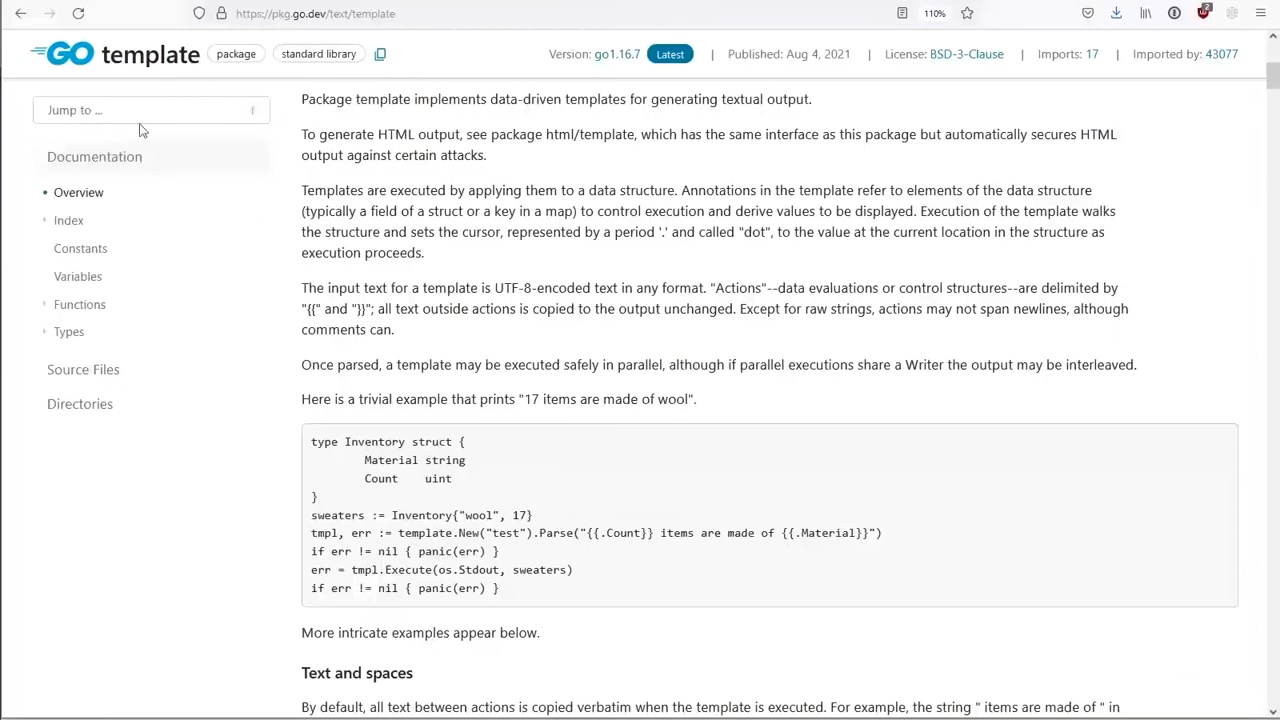 https://pkg.go.dev/text/template
110%
2
GO template package standard library
Version: go1.16.7 Latest | Published: Aug 4, 2021 | License: BSD-3-Clause | Imports: 17 | Imported by: 43077
Jump to ... f
Documentation
Overview
Index
Constants
Variables
Functions
Types
Source Files
Directories
Package template implements data-driven templates for generating textual output.
To generate HTML output, see package html/template, which has the same interface as this package but automatically secures HTML
output against certain attacks.
Templates are executed by applying them to a data structure. Annotations in the template refer to elements of the data structure
(typically a field of a struct or a key in a map) to control execution and derive values to be displayed. Execution of the template walks
the structure and sets the cursor, represented by a period '.' and called "dot", to the value at the current location in the structure as
execution proceeds.
The input text for a template is UTF-8-encoded text in any format. "Actions"--data evaluations or control structures--are delimited by
"{{" and "}}"; all text outside actions is copied to the output unchanged. Except for raw strings, actions may not span newlines, although
comments can.
Once parsed, a template may be executed safely in parallel, although if parallel executions share a Writer the output may be interleaved.
Here is a trivial example that prints "17 items are made of wool".
type Inventory struct {
Material string
Count    uint
}
sweaters := Inventory{"wool", 17}
tmpl, err := template.New("test").Parse("{{.Count}} items are made of {{.Material}}")
if err != nil { panic(err) }
err = tmpl.Execute(os.Stdout, sweaters)
if err != nil { panic(err) }
More intricate examples appear below.
Text and spaces
By default, all text between actions is copied verbatim when the template is executed. For example, the string " items are made of " in